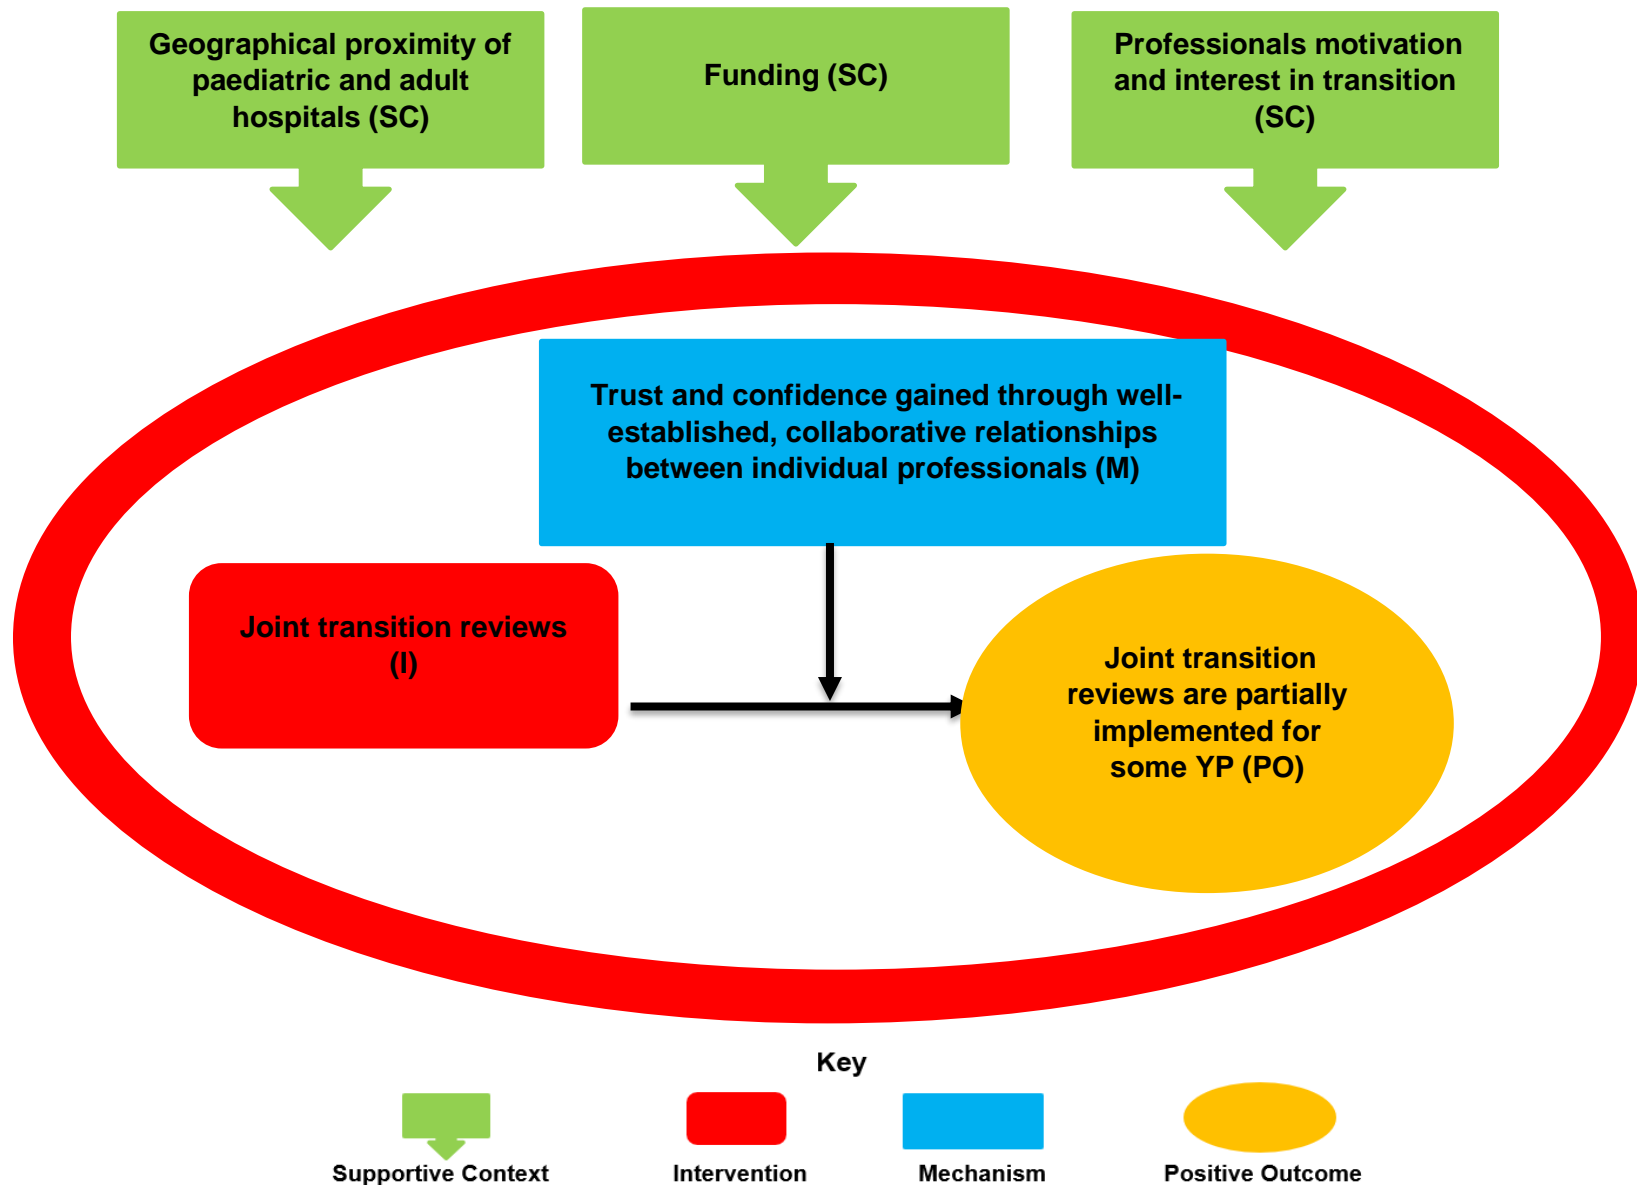 Geographical proximity of
paediatric and adult
hospitals (SC)
Funding (SC)
Professionals motivation
and interest in transition
(SC)
Trust and confidence gained through well-
established, collaborative relationships
between individual professionals (M)
Joint transition reviews
(I)
Joint transition
reviews are partially
implemented for
some YP (PO)
Key
Supportive Context
Intervention
Mechanism
Positive Outcome